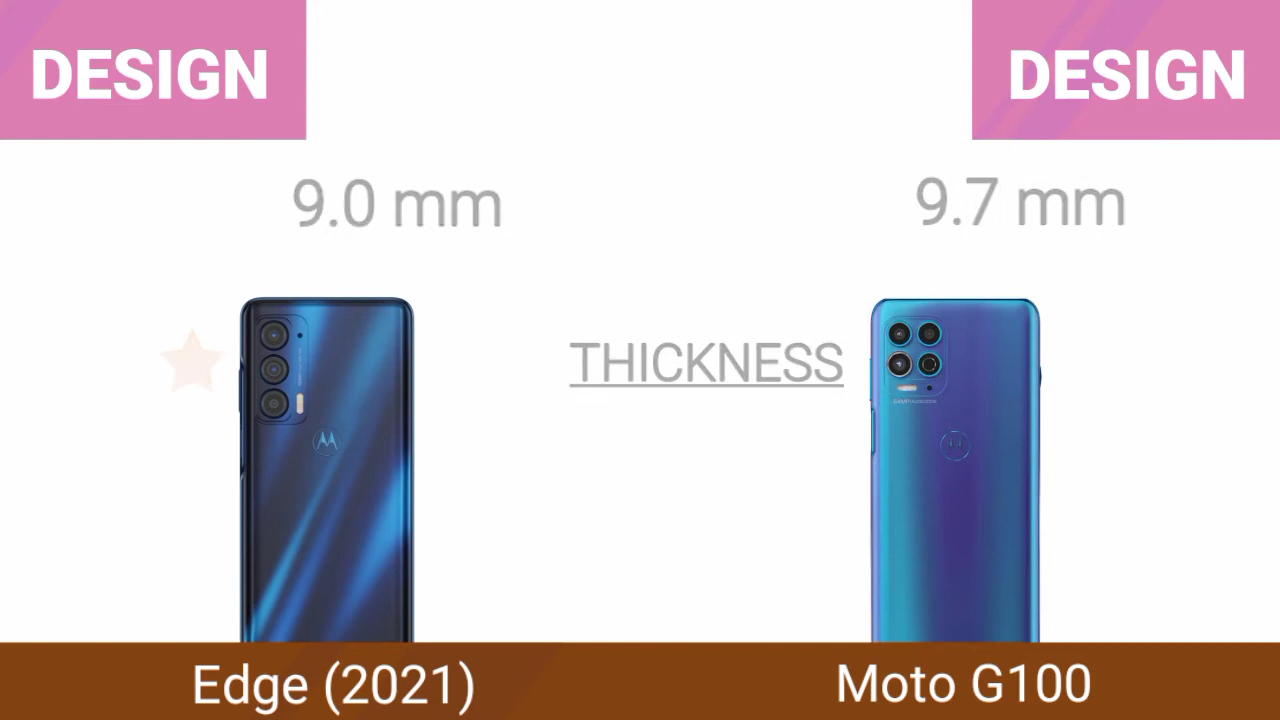 DESIGN
DESIGN
9.0 mm
9.7 mm
THICKNESS
Edge (2021)
Moto G100